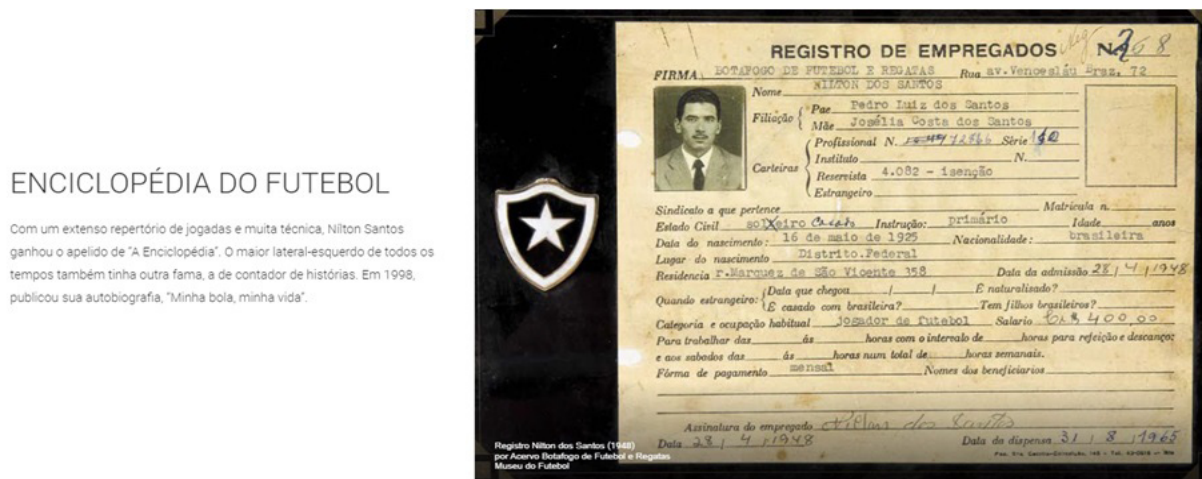 ENCICLOPÉDIA DO FUTEBOL
Com um extenso repertório de jogadas e muita técnica, Nílton Santos
ganhou o apelido de “A Enciclopédia”. O maior lateral-esquerdo de todos os
tempos também tinha outra fama, a de contador de histórias. Em 1998,
publicou sua autobiografia, “Minha bola, minha vida”.
REGISTRO DE EMPREGADOS
FIRMA BOTAFOGO DE FUTEBOL E REGATAS Rua av.Vencesláu Braz, 72
Nome NILTON DOS SANTOS
Filiação
Pae Pedro Luiz dos Santos
Mãe Josélia Costa dos Santos
Carteiras
Profissional N. Série
Instituto N.
Reservista 4.082 - isenção
Estrangeiro
Sindicato a que pertence Matricula n.
Estado Civil solteiro Casado Instrução: primário Idade anos
Data do nascimento: 16 de maio de 1925 Nacionalidade: brasileira
Lugar do nascimento Distrito.Federal
Residencia r.Marquez de São Vicente 358 Data da admissão 28 / 4 / 1948
Quando estrangeiro:
Data que chegou / / E naturalisado?
E casado com brasileira? Tem filhos brasileiros?
Categoria e ocupação habitual jogador de futebol Salario Cr$ 400,00
Para trabalhar das ás horas com o intervalo de horas para refeição e descanço;
e aos sabados das ás horas num total de horas semanais.
Fórma de pagamento mensal Nomes dos beneficiarios
Assinatura do empregado Nilton dos Santos
Data 28 / 4 / 1948 Data da dispensa 31 / 8 / 1965
Registro Nilton dos Santos (1948)
por Acervo Botafogo de Futebol e Regatas
Museu do Futebol